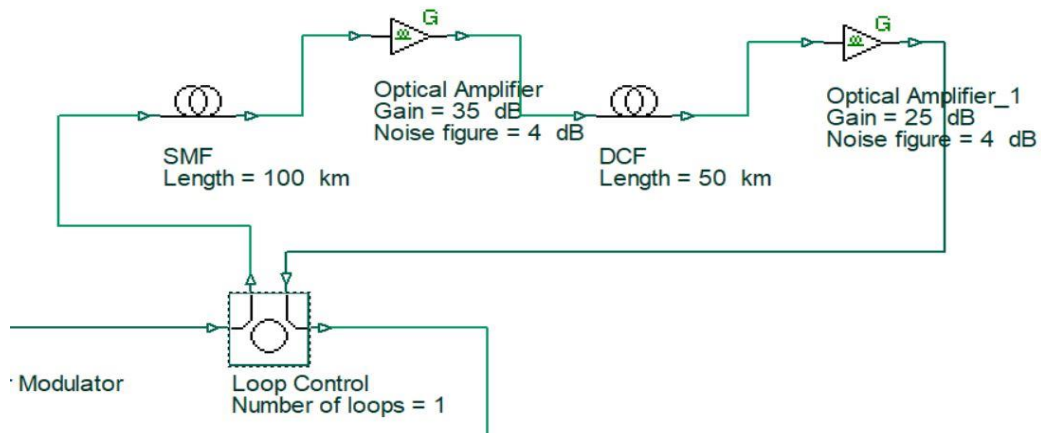 G
G
Optical Amplifier
Gain = 35 dB
Noise figure = 4 dB
Optical Amplifier_1
Gain = 25 dB
Noise figure = 4 dB
SMF
Length = 100 km
DCF
Length = 50 km
r Modulator
Loop Control
Number of loops = 1